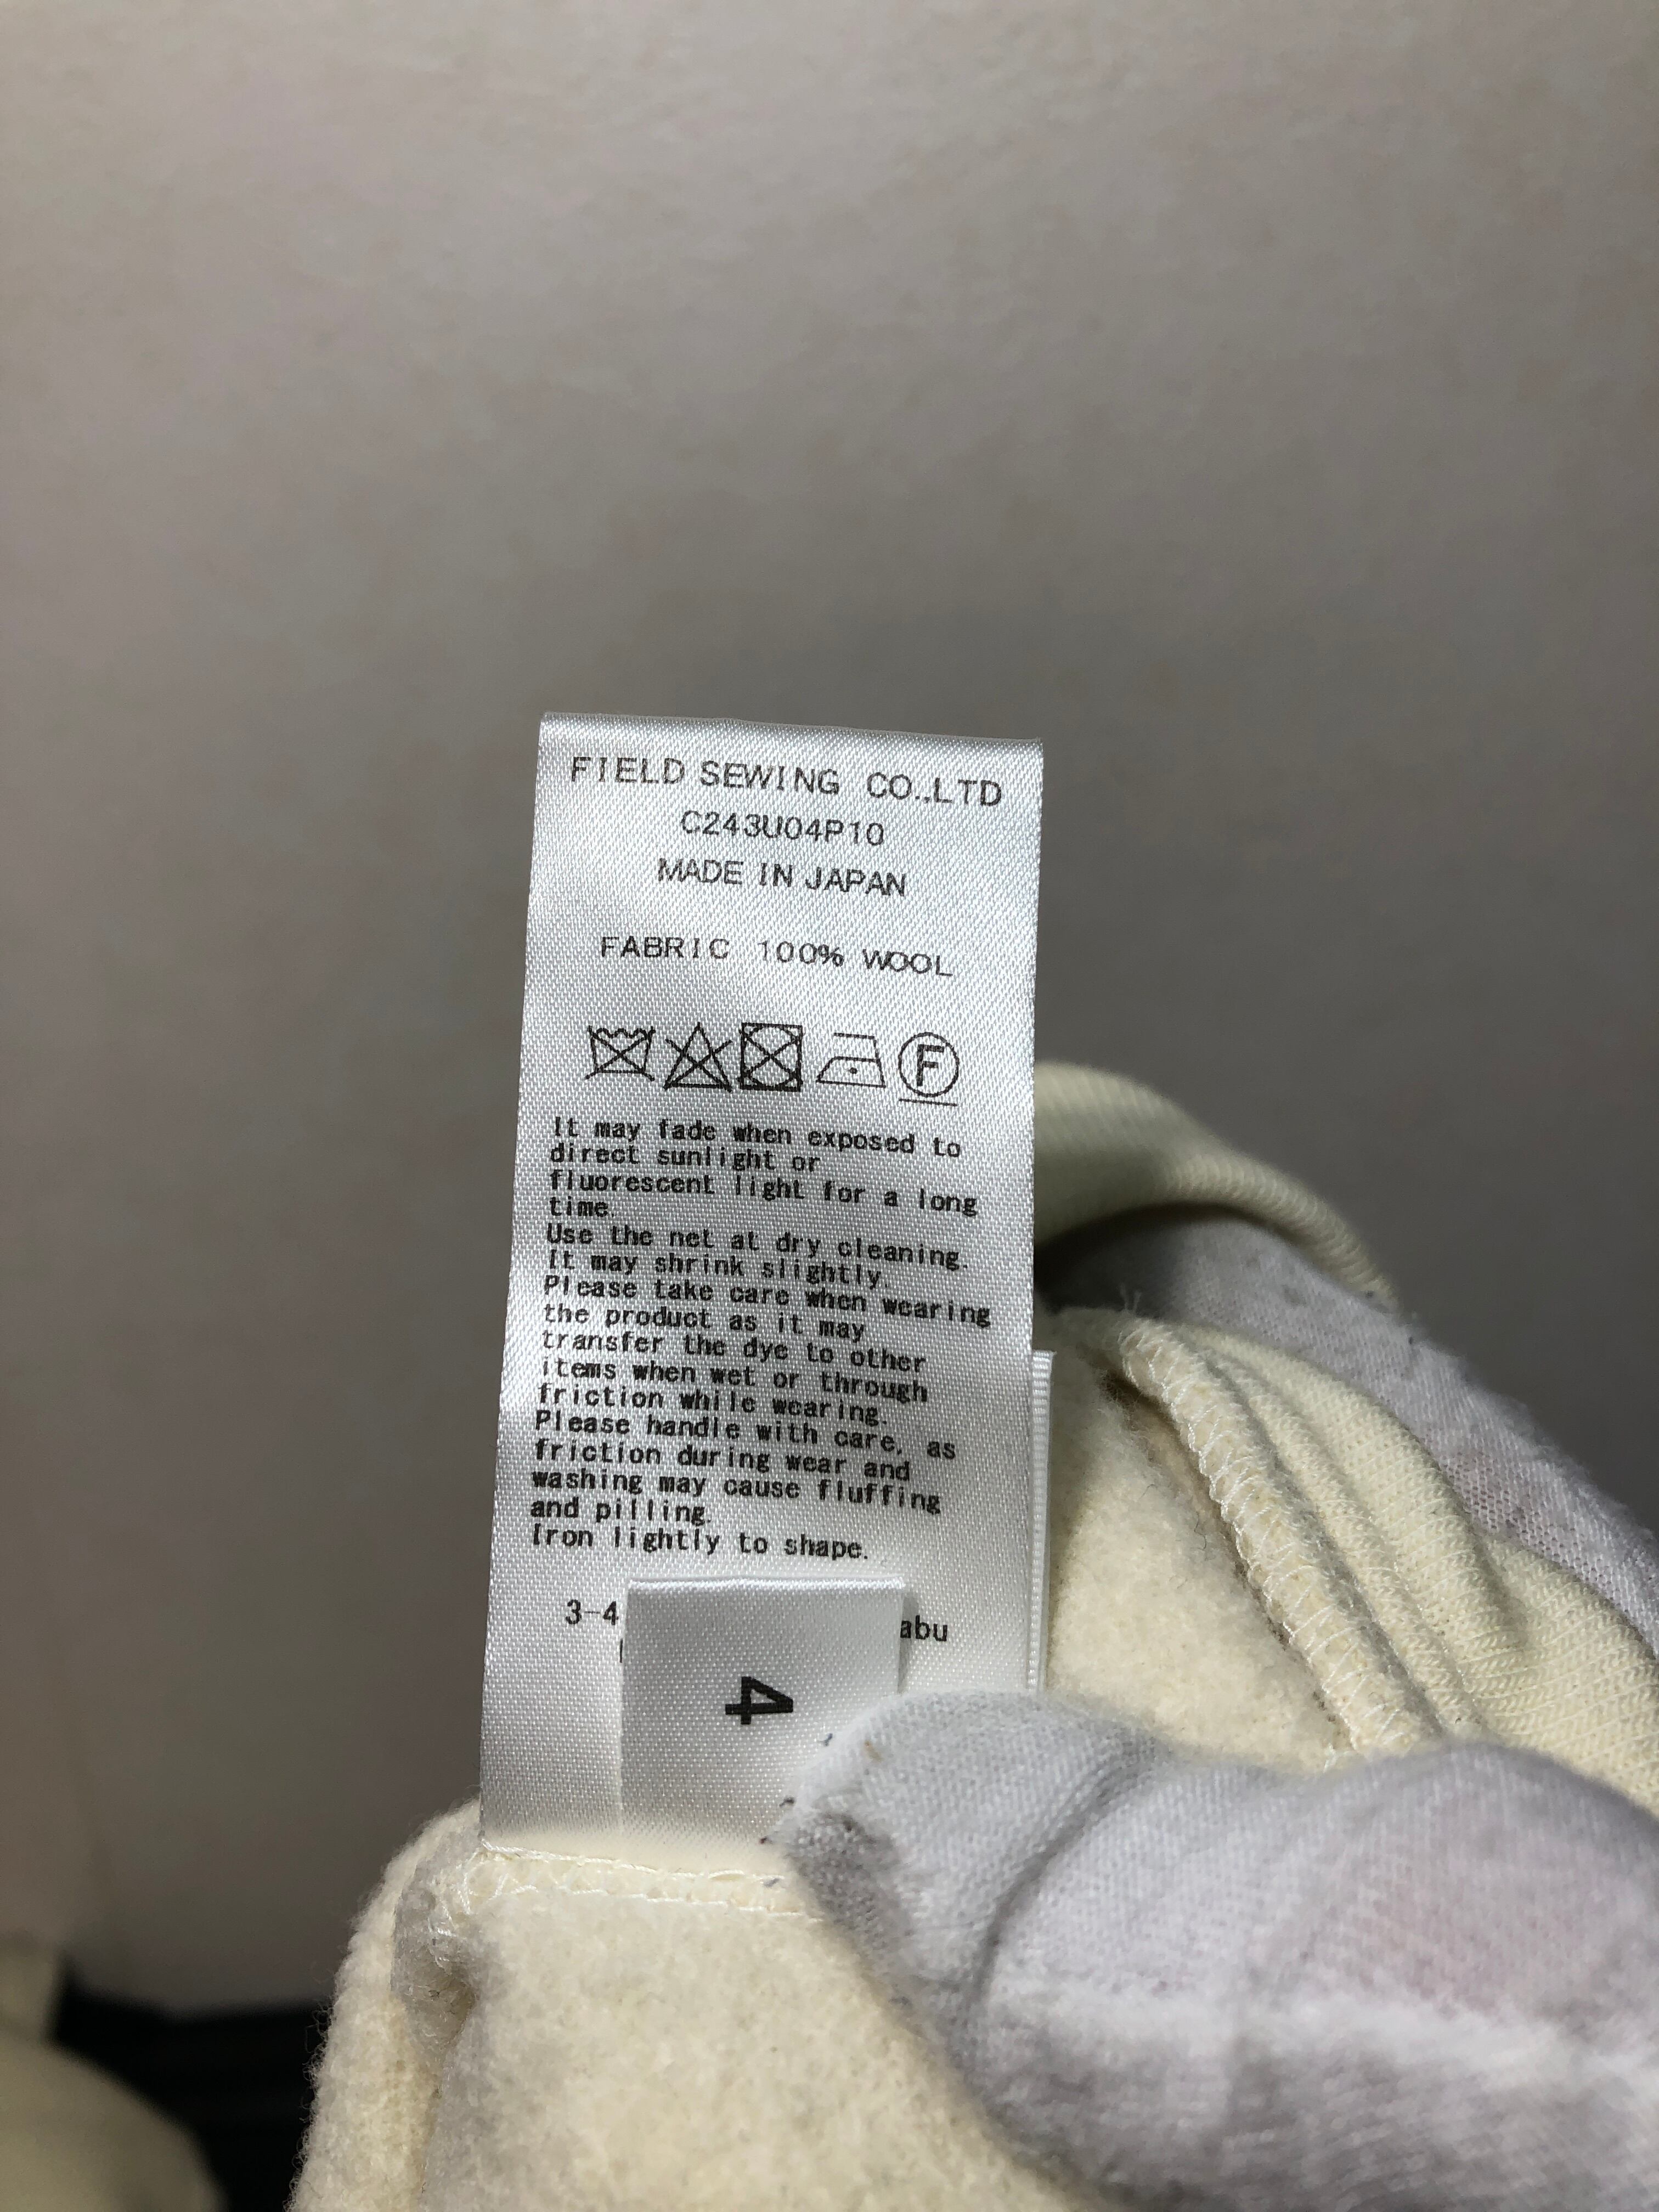 FIELD SEWING CO.,LTD
C243U04P10
MADE IN JAPAN
FABRIC 100% WOOL
F
It may fade when exposed to
direct sunlight or
fluorescent light for a long
time.
Use the net at dry cleaning.
It may shrink slightly.
Please take care when wearing
the product as it may
transfer the dye to other
items when wet or through
friction while wearing.
Please handle with care, as
friction during wear and
washing may cause fluffing
and pilling.
Iron lightly to shape.
3-4
abu
4